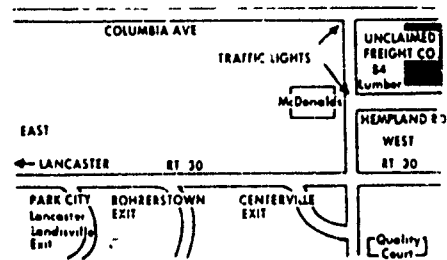 COLUMBIA AVE
UNCLAIMED
FREIGHT CO
84
Lumber
TRAFFIC LIGHTS
McDonalds
HEMPLAND RD
EAST
WEST
← LANCASTER
RT 30
RT 30
PARK CITY
Lancaster
Landisville
Exit
ROHRERSTOWN
EXIT
CENTERVILLE
EXIT
Quality
Court